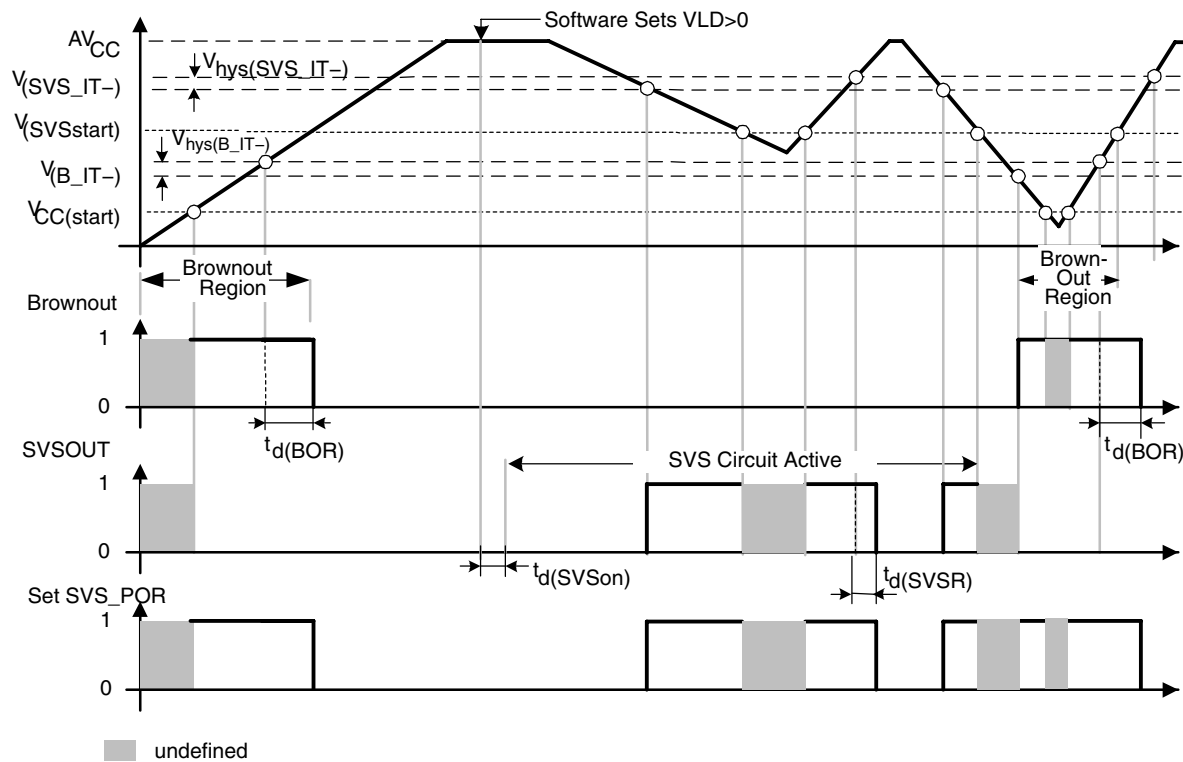 Software Sets VLD>0
AVCC
Vhys(SVS_IT−)
V(SVS_IT−)
V(SVSstart)
Vhys(B_IT−)
V(B_IT−)
VCC(start)
Brownout
Region
Brown-
Out
Region
Brownout
1
0
td(BOR)
td(BOR)
SVSOUT
SVS Circuit Active
1
0
td(SVSon)
td(SVSR)
Set SVS_POR
1
0
undefined